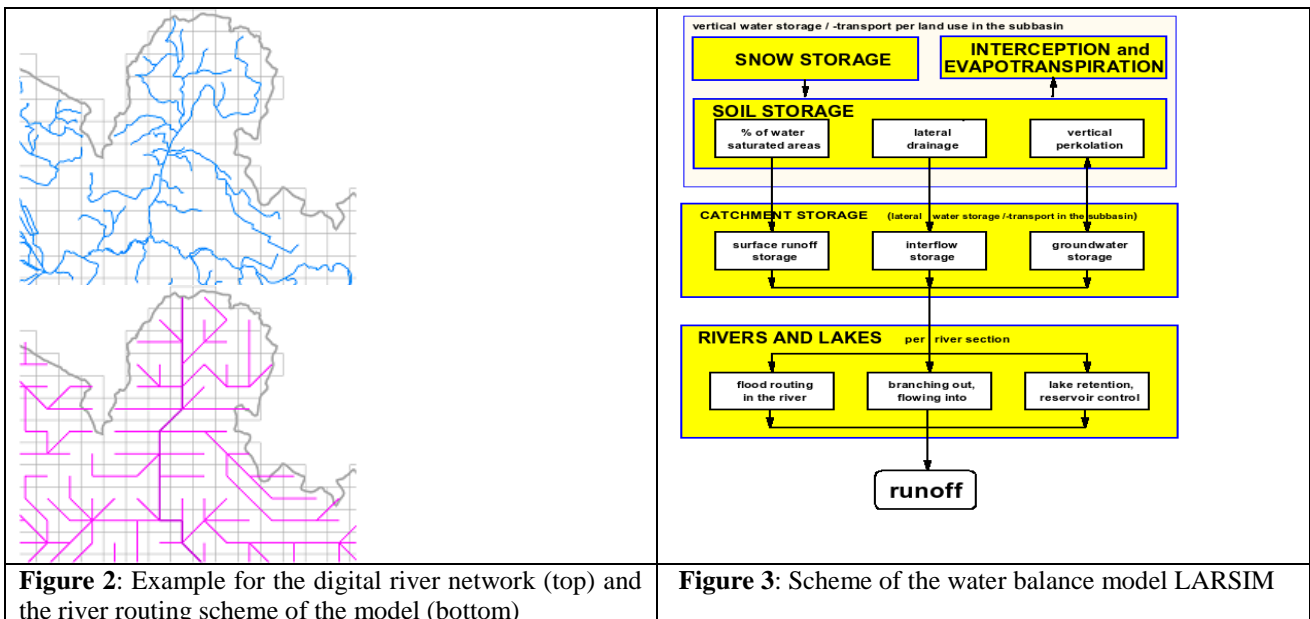 vertical water storage / -transport per land use in the subbasin
SNOW STORAGE
INTERCEPTION and
EVAPOTRANSPIRATION
SOIL STORAGE
% of water
saturated areas
lateral
drainage
vertical
perkolation
CATCHMENT STORAGE (lateral water storage /-transport in the subbasin)
surface runoff
storage
interflow
storage
groundwater
storage
RIVERS AND LAKES per river section
flood routing
in the river
branching out,
flowing into
lake retention,
reservoir control
runoff
Figure 2: Example for the digital river network (top) and
the river routing scheme of the model (bottom)
Figure 3: Scheme of the water balance model LARSIM